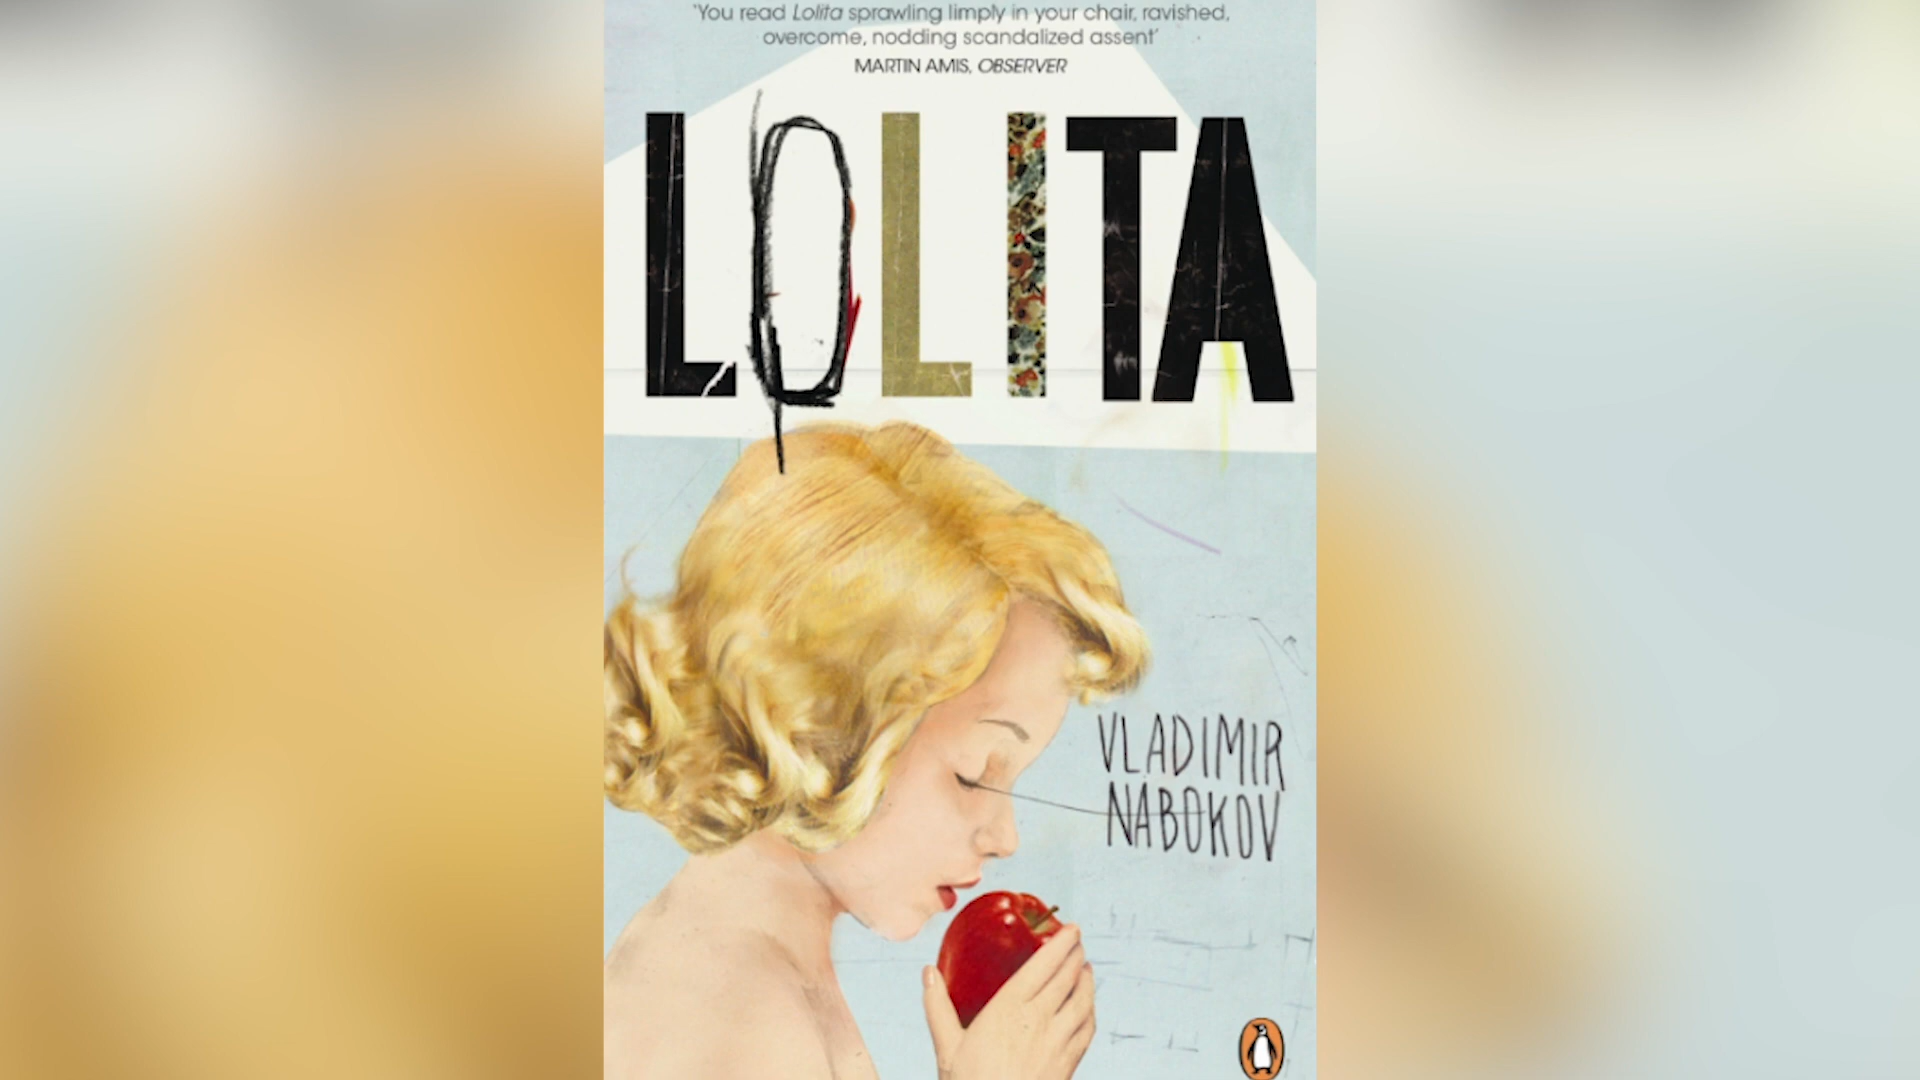 'You read Lolita sprawling limply in your chair, ravished,
overcome, nodding scandalized assent'
MARTIN AMIS, OBSERVER
LOLITA
VLADIMIR
NABOKOV